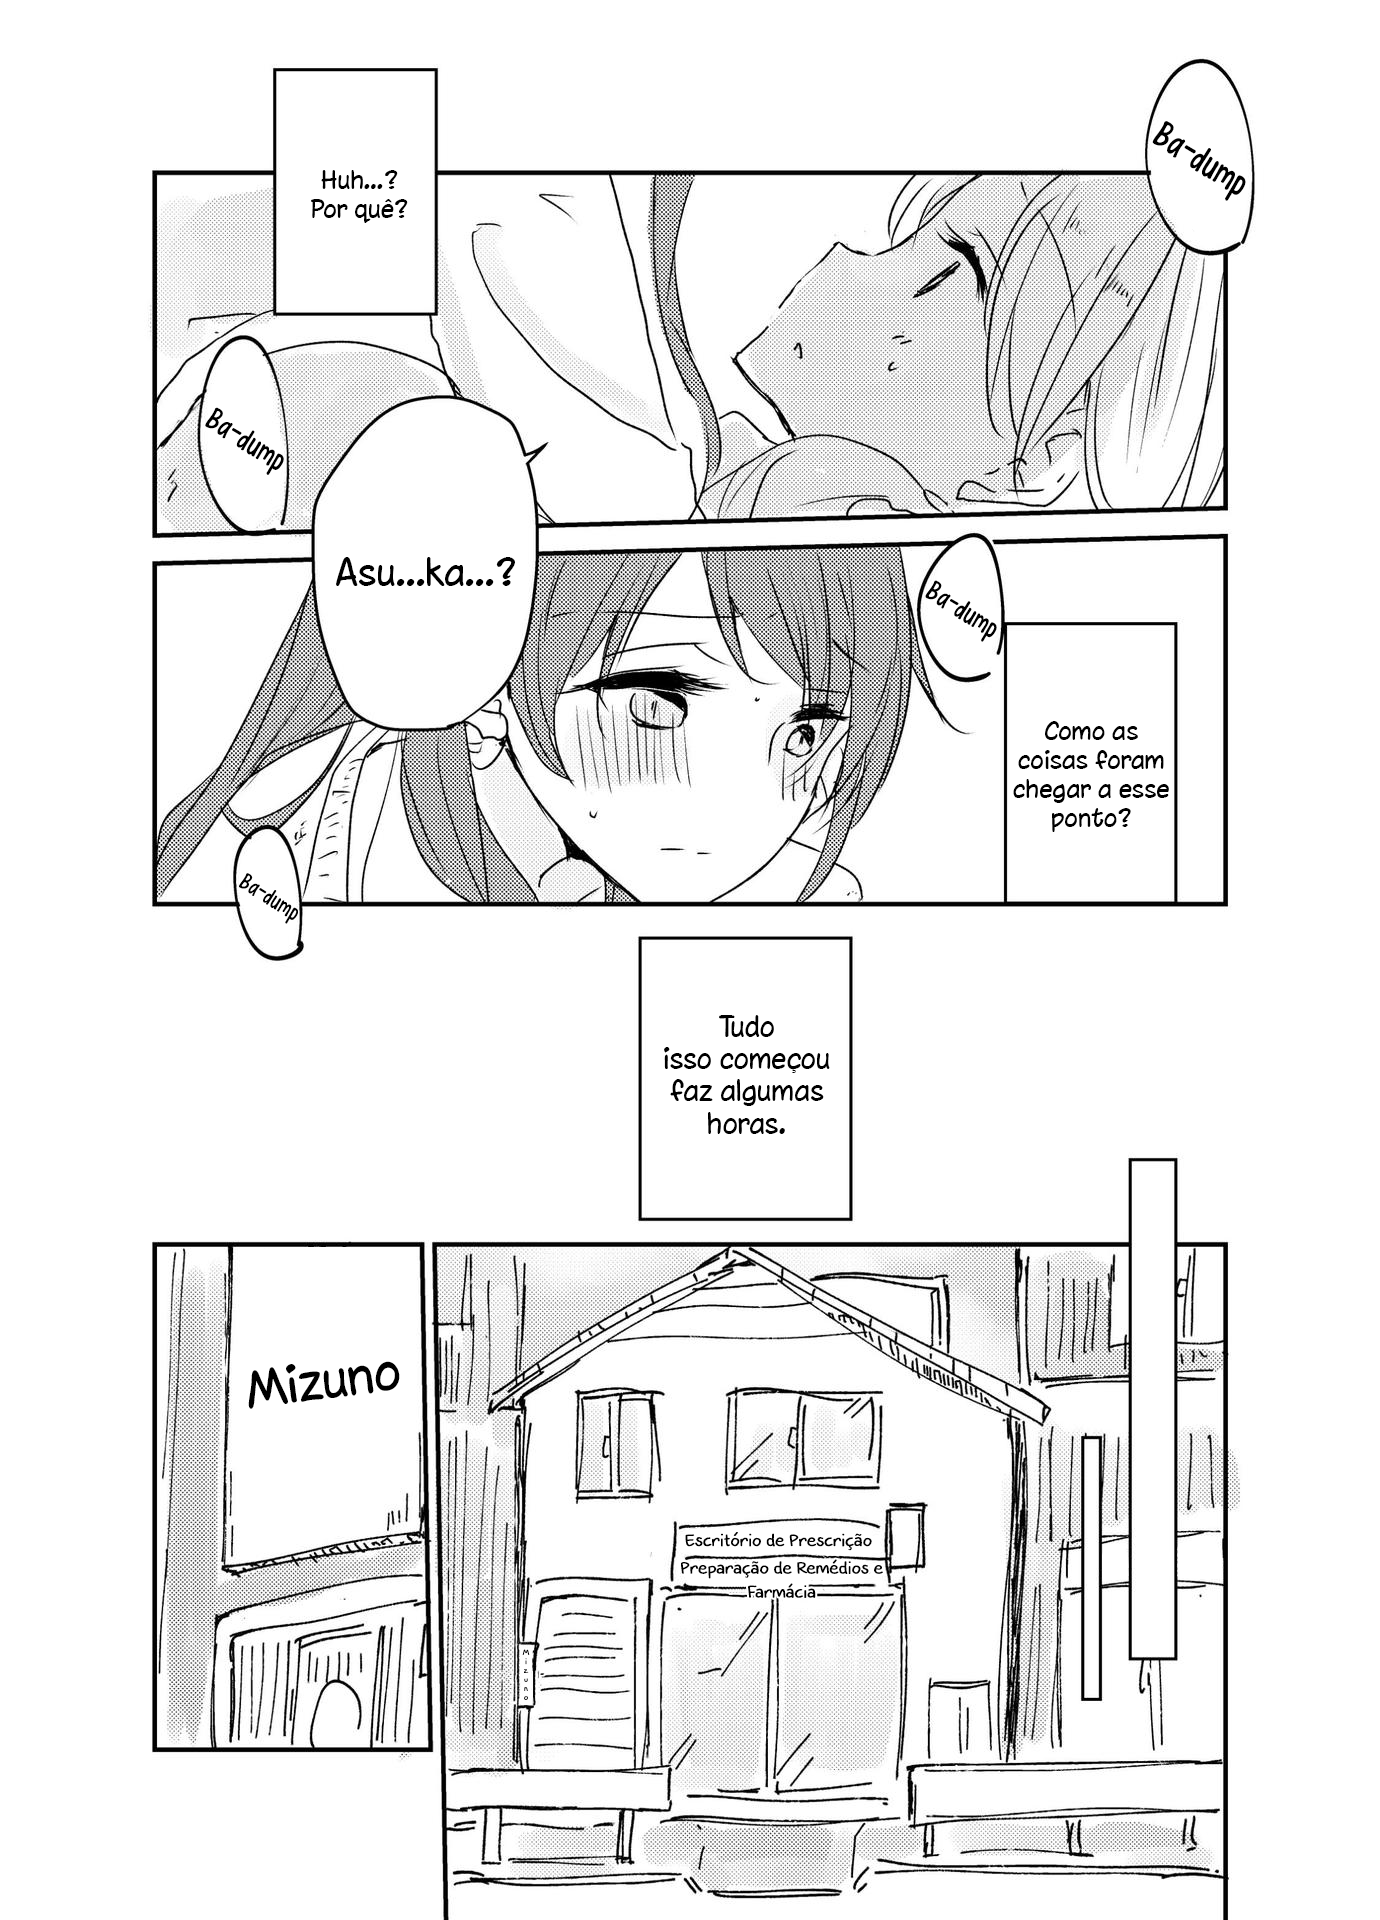 Ba-dump
Huh...?
Por quê?
Ba-dump
Asu...ka...?
Ba-dump
Como as
coisas foram
chegar a esse
ponto?
Ba-dump
Tudo
isso começou
faz algumas
horas.
Mizuno
Escritório de Prescrição
Preparação de Remédios e
Farmácia
Mizuno